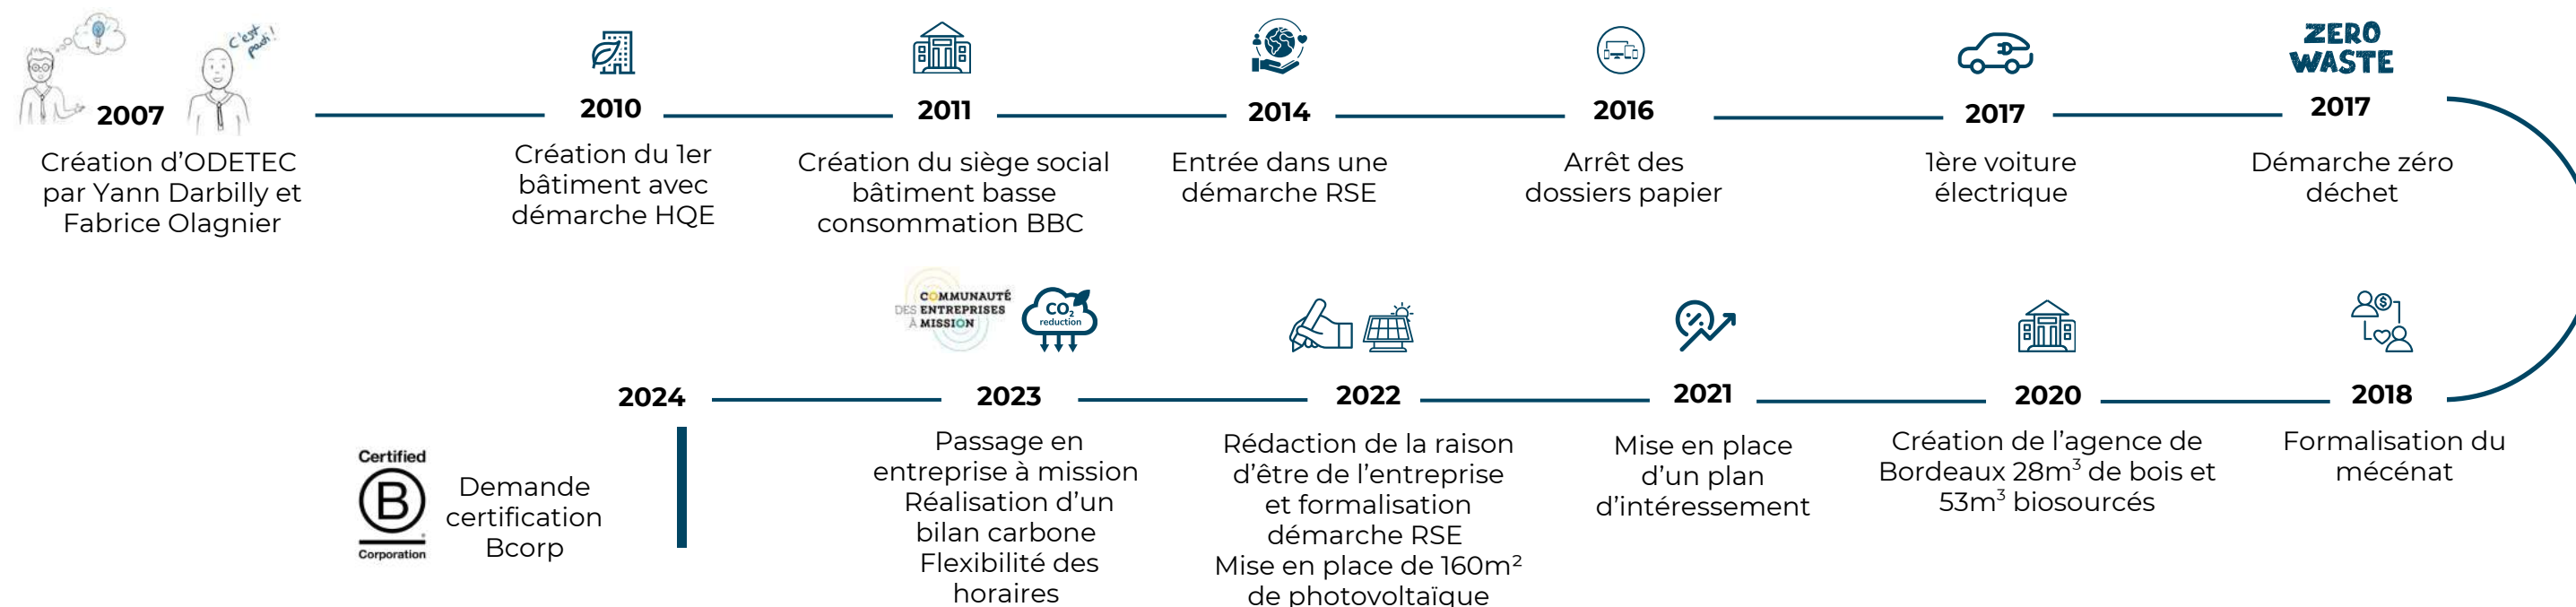 c'est
parti!
2007
Création d'ODETEC
par Yann Darbilly et
Fabrice Olagnier
2010
Création du 1er
bâtiment avec
démarche HQE
2011
Création du siège social
bâtiment basse
consommation BBC
2014
Entrée dans une
démarche RSE
2016
Arrêt des
dossiers papier
2017
1ère voiture
électrique
ZERO
WASTE
2017
Démarche zéro
déchet
2018
Formalisation du
mécénat
2020
Création de l'agence de
Bordeaux 28m³ de bois et
53m³ biosourcés
2021
Mise en place
d'un plan
d'intéressement
2022
Rédaction de la raison
d'être de l'entreprise
et formalisation
démarche RSE
Mise en place de 160m²
de photovoltaïque
COMMUNAUTÉ
DES ENTREPRISES
À MISSION
CO₂
reduction
2023
Passage en
entreprise à mission
Réalisation d'un
bilan carbone
Flexibilité des
horaires
2024
Certified
B
Corporation
Demande
certification
Bcorp